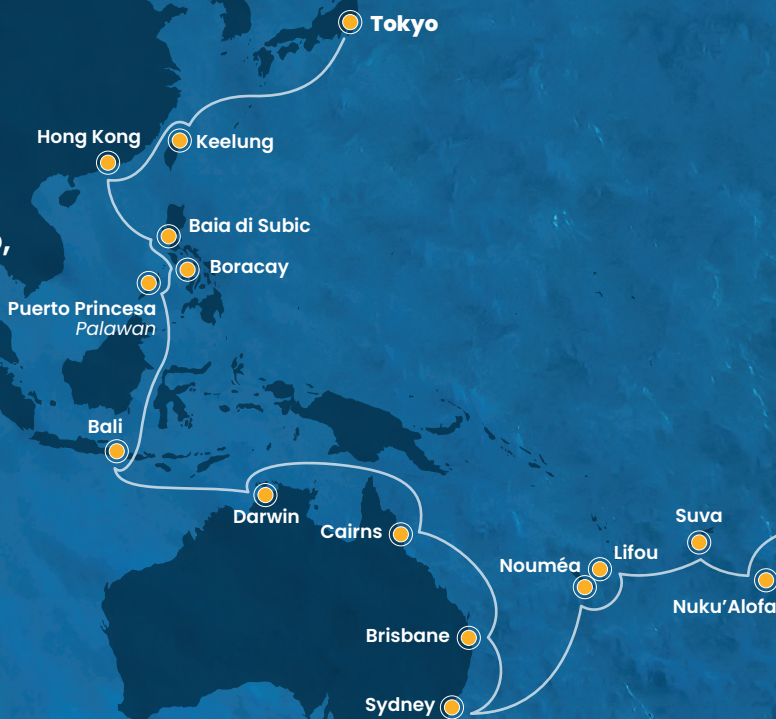 Tokyo
Hong Kong
Keelung
Baia di Subic
Boracay
Puerto Princesa
Palawan
Bali
Darwin
Cairns
Suva
Lifou
Nouméa
Nuku'Alofa
Brisbane
Sydney